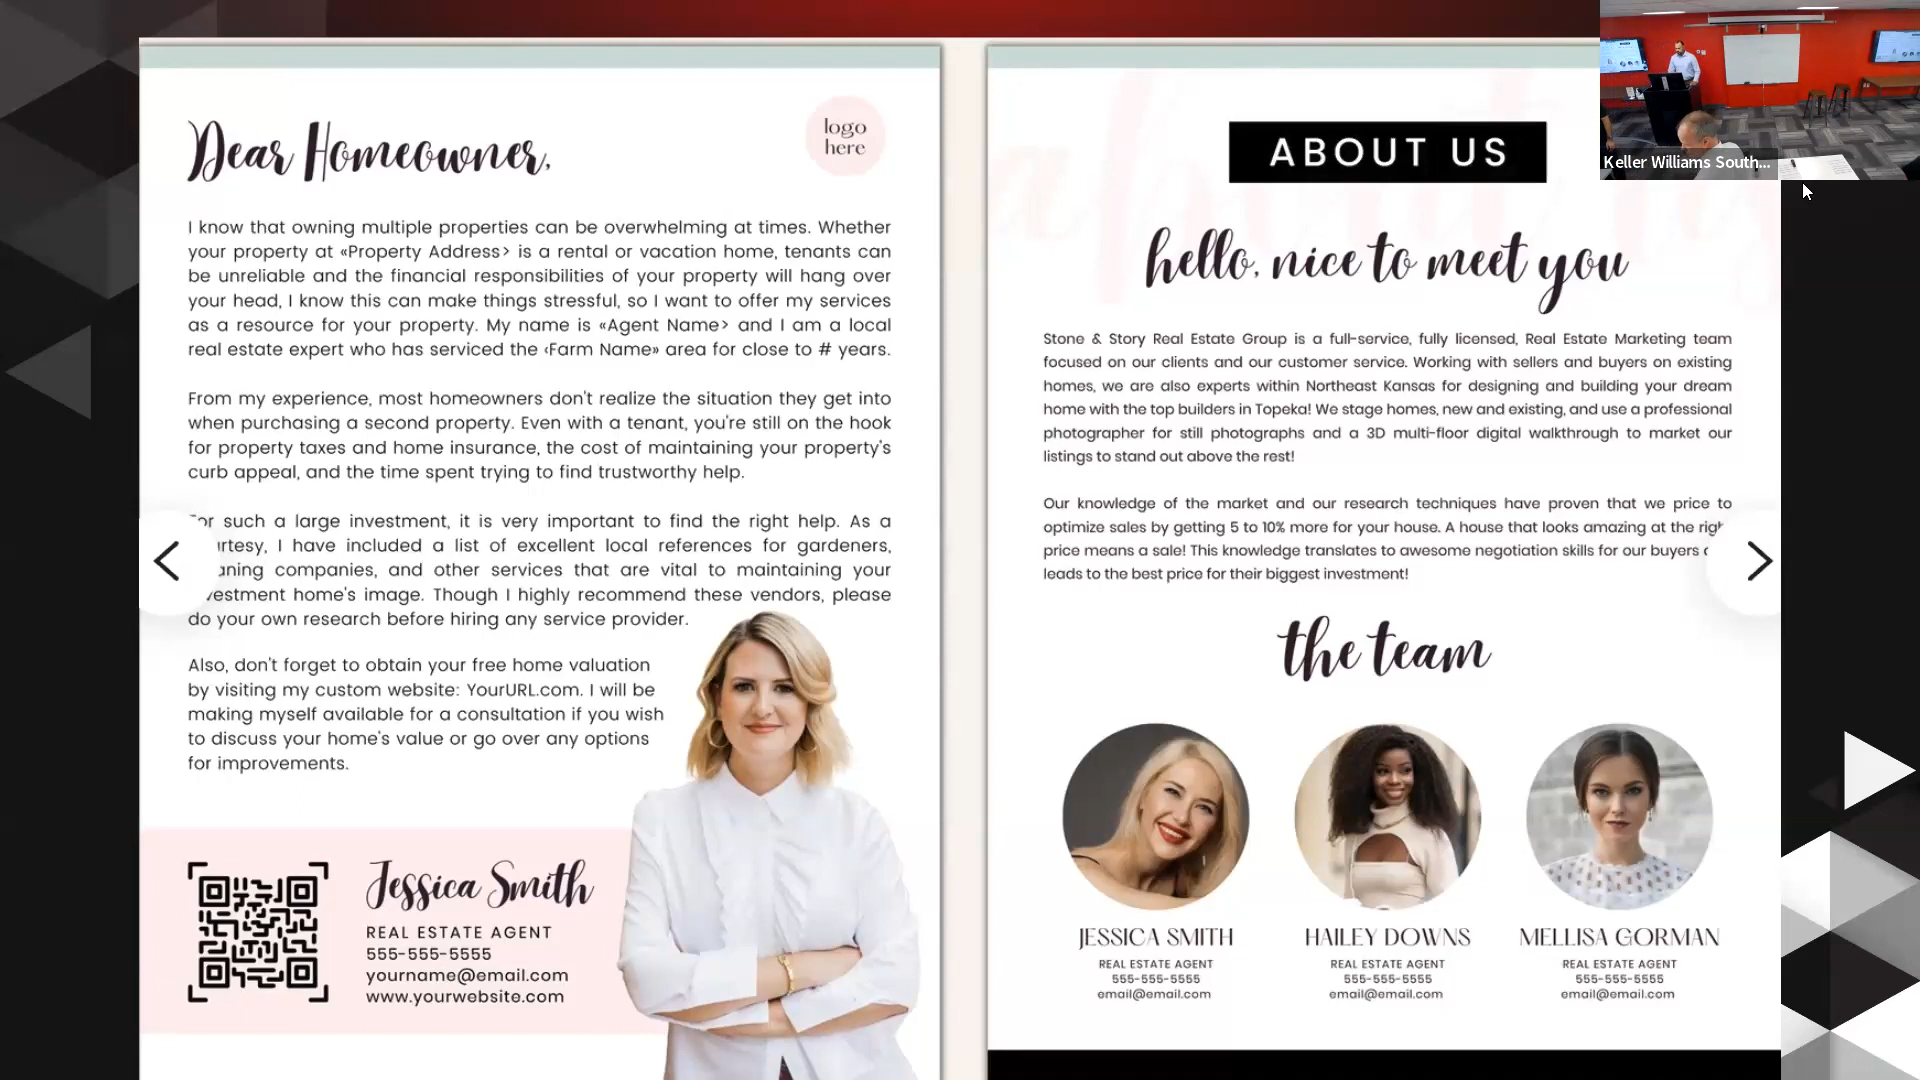 Dear Homeowner,
logo
here
I know that owning multiple properties can be overwhelming at times. Whether
your property at «Property Address> is a rental or vacation home, tenants can
be unreliable and the financial responsibilities of your property will hang over
your head, I know this can make things stressful, so I want to offer my services
as a resource for your property. My name is «Agent Name> and I am a local
real estate expert who has serviced the ‹Farm Name» area for close to # years.
From my experience, most homeowners don't realize the situation they get into
when purchasing a second property. Even with a tenant, you're still on the hook
for property taxes and home insurance, the cost of maintaining your property's
curb appeal, and the time spent trying to find trustworthy help.
For such a large investment, it is very important to find the right help. As a
urtesy, I have included a list of excellent local references for gardeners,
aning companies, and other services that are vital to maintaining your
vestment home's image. Though I highly recommend these vendors, please
do your own research before hiring any service provider.
Also, don't forget to obtain your free home valuation
by visiting my custom website: YourURL.com. I will be
making myself available for a consultation if you wish
to discuss your home's value or go over any options
for improvements.
Jessica Smith
REAL ESTATE AGENT
555-555-5555
yourname@email.com
www.yourwebsite.com
ABOUT US
hello, nice to meet you
Stone & Story Real Estate Group is a full-service, fully licensed, Real Estate Marketing team
focused on our clients and our customer service. Working with sellers and buyers on existing
homes, we are also experts within Northeast Kansas for designing and building your dream
home with the top builders in Topeka! We stage homes, new and existing, and use a professional
photographer for still photographs and a 3D multi-floor digital walkthrough to market our
listings to stand out above the rest!
Our knowledge of the market and our research techniques have proven that we price to
optimize sales by getting 5 to 10% more for your house. A house that looks amazing at the righ
price means a sale! This knowledge translates to awesome negotiation skills for our buyers
leads to the best price for their biggest investment!
the team
JESSICA SMITH
REAL ESTATE AGENT
555-555-5555
email@email.com
HAILEY DOWNS
REAL ESTATE AGENT
555-555-5555
email@email.com
MELLISA GORMAN
REAL ESTATE AGENT
555-555-5555
email@email.com
Keller Williams South...